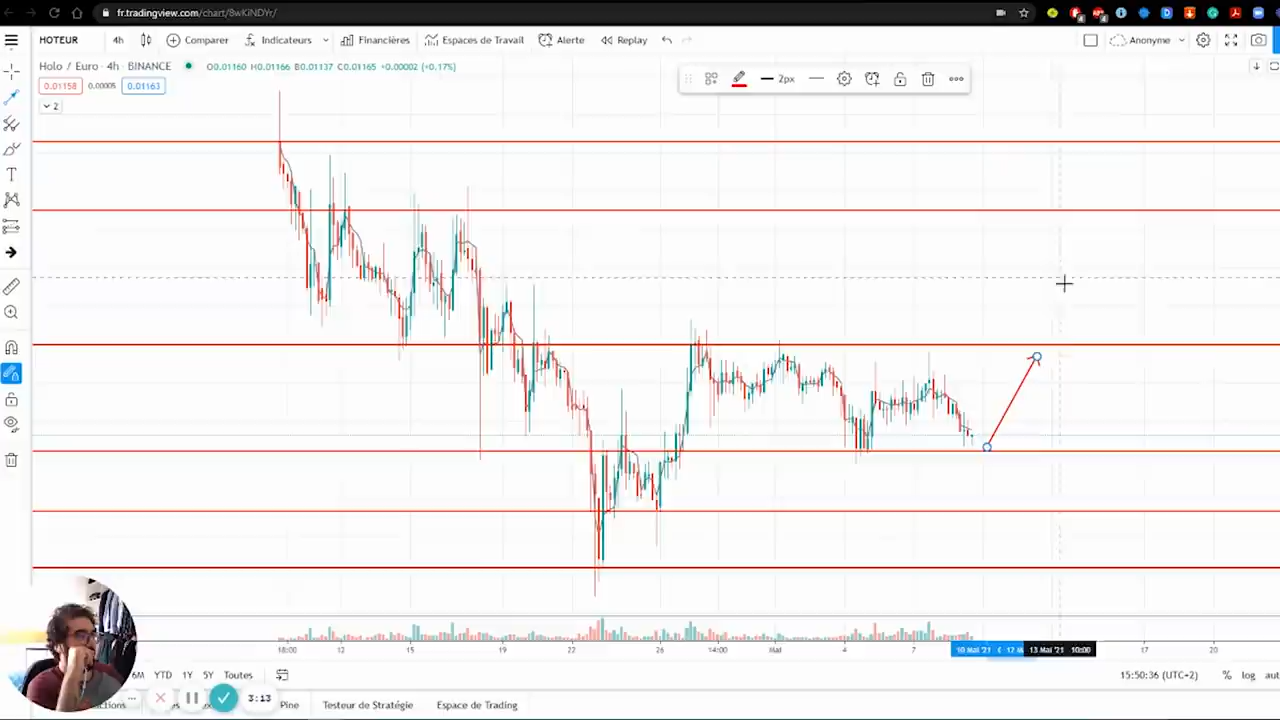 fr.tradingview.com/chart/8wKiNDYr/
HOTEUR 4h Comparer Indicateurs Financières Espaces de Travail Alerte Replay Anonyme
Holo / Euro · 4h · BINANCE O0.01160 H0.01166 B0.01137 C0.01165 +0.00002 (+0.17%)
0.01158 0.00005 0.01163
2px
2
18:00 12 15 19 22 26 14:00 Mai 4 7 10 Mai '21 13 Mai '21 10:00 17 20
6M YTD 1Y 5Y Toutes 15:50:36 (UTC+2) % log
3:13 Pine Testeur de Stratégie Espace de Trading